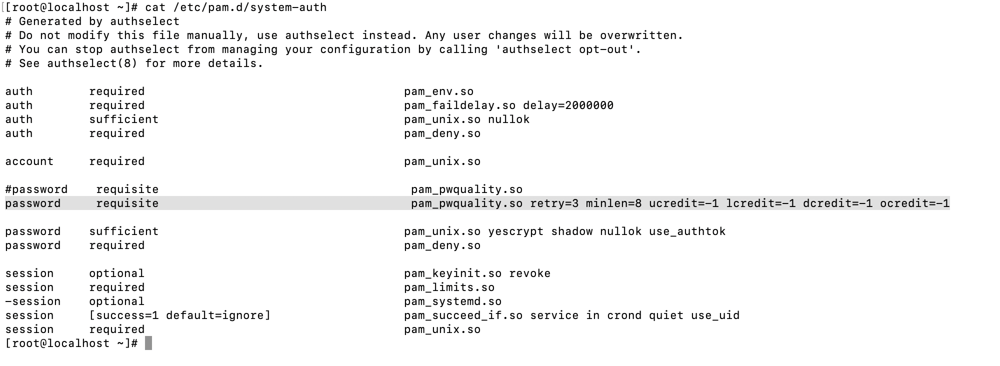 [[root@localhost ~]# cat /etc/pam.d/system-auth
# Generated by authselect
# Do not modify this file manually, use authselect instead. Any user changes will be overwritten.
# You can stop authselect from managing your configuration by calling 'authselect opt-out'.
# See authselect(8) for more details.

auth        required                                     pam_env.so
auth        required                                     pam_faildelay.so delay=2000000
auth        sufficient                                   pam_unix.so nullok
auth        required                                     pam_deny.so

account     required                                     pam_unix.so

#password    requisite                                    pam_pwquality.so
password     requisite                                    pam_pwquality.so retry=3 minlen=8 ucredit=-1 lcredit=-1 dcredit=-1 ocredit=-1

password    sufficient                                   pam_unix.so yescrypt shadow nullok use_authtok
password    required                                     pam_deny.so

session     optional                                     pam_keyinit.so revoke
session     required                                     pam_limits.so
-session    optional                                     pam_systemd.so
session     [success=1 default=ignore]                   pam_succeed_if.so service in crond quiet use_uid
session     required                                     pam_unix.so
[root@localhost ~]#